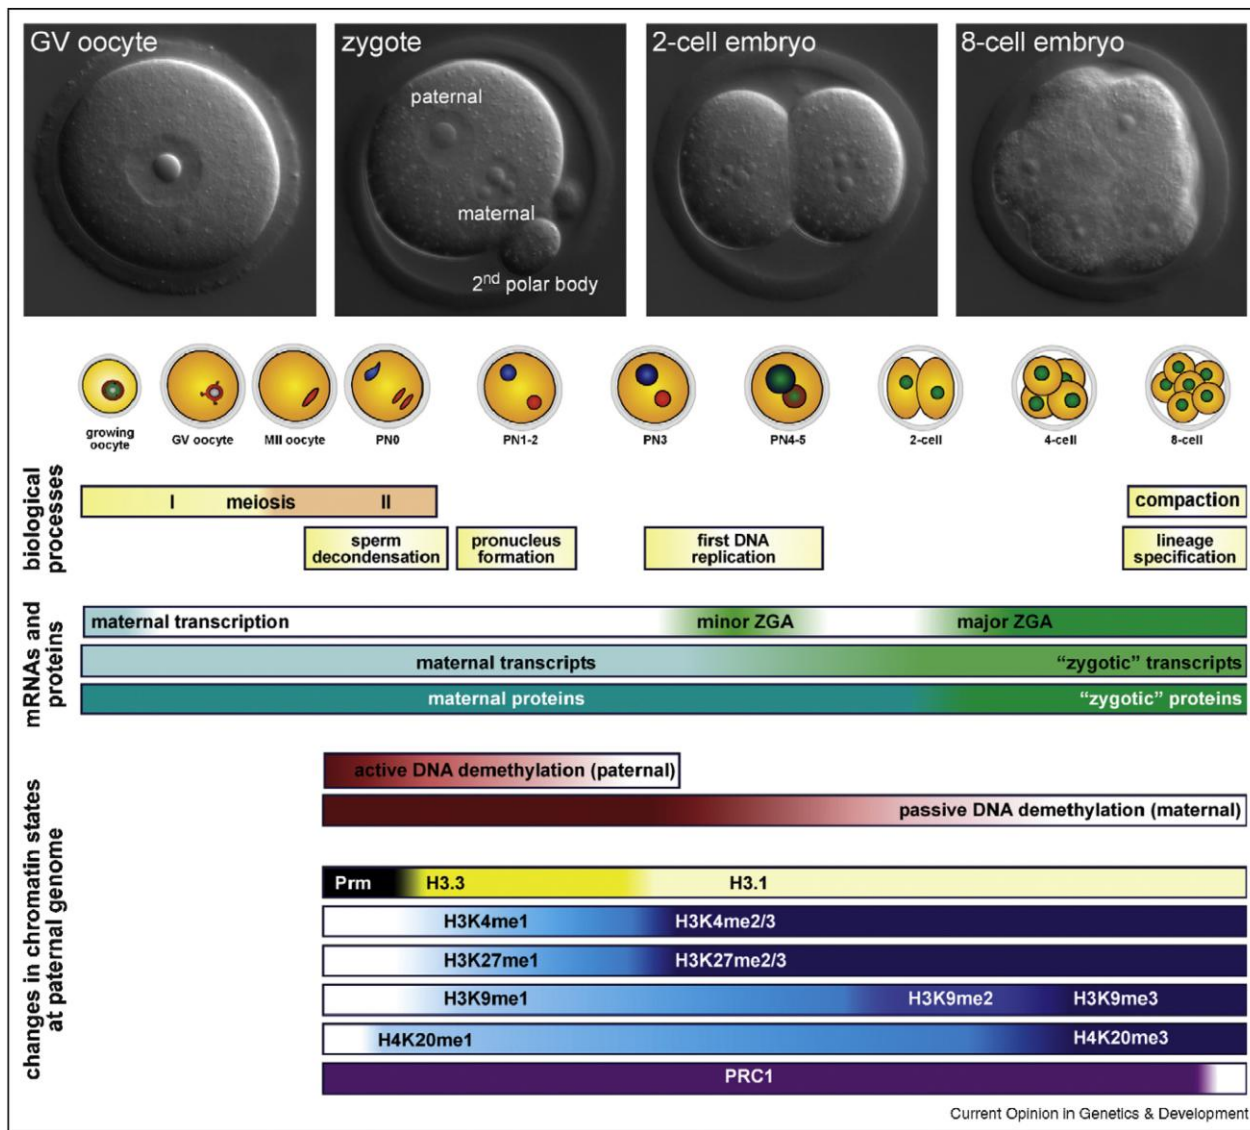 GV oocyte
zygote
2-cell embryo
8-cell embryo
paternal
maternal
2nd polar body
growing
oocyte
GV oocyte
MII oocyte
PN0
PN1-2
PN3
PN4-5
2-cell
4-cell
8-cell
biological
processes
I meiosis II
compaction
sperm
decondensation
pronucleus
formation
first DNA
replication
lineage
specification
mRNAs and
proteins
maternal transcription
minor ZGA
major ZGA
maternal transcripts
“zygotic” transcripts
maternal proteins
“zygotic” proteins
changes in chromatin states
at paternal genome
active DNA demethylation (paternal)
passive DNA demethylation (maternal)
Prm H3.3 H3.1
H3K4me1 H3K4me2/3
H3K27me1 H3K27me2/3
H3K9me1 H3K9me2 H3K9me3
H4K20me1 H4K20me3
PRC1
Current Opinion in Genetics & Development